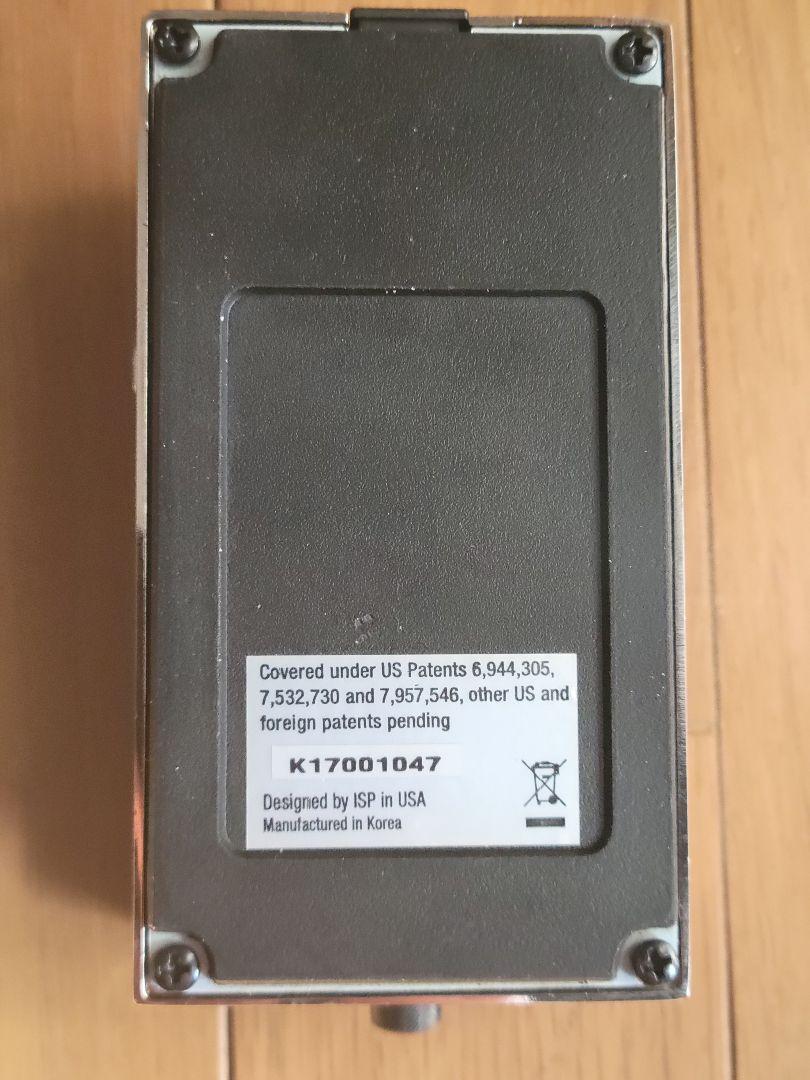 Covered under US Patents 6,944,305,
7,532,730 and 7,957,546, other US and
foreign patents pending
K17001047
Designed by ISP in USA
Manufactured in Korea